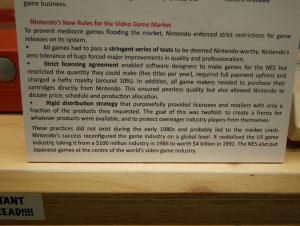 game business.
Nintendo's New Rules for the Video Game Market
To prevent mediocre games flooding the market, Nintendo enforced strict conditions for game
releases on its system.
• All games had to pass a stringent series of tests to be deemed Nintendo-worthy. Nintendo's
zero tolerance of bugs forced major improvements in quality and professionalism.
• Strict licensing agreement enabled software designers to make games for the NES but
restricted the quantity they could make (five titles per year), required full payment upfront and
charged a hefty royalty (around 10%). In addition, all game makers needed to purchase their
cartridges directly from Nintendo. This ensured peerless quality but also allowed Nintendo to
dictate price, schedule and production allocation.
• Rigid distribution strategy that purposefully provided licensees and retailers with only a
fraction of the products they requested. The goal of this was twofold: to create a frenzy for
whatever products were available, and to protect overeager industry players from themselves.
These practices did not exist during the early 1980s and probably led to the market crash.
Nintendo's success reconfigured the game industry on a global level. It revitalised the US game
industry, taking it from a $100 million industry in 1986 to worth $4 billion in 1991. The NES also put
Japanese games at the centre of the world's video game industry.
TANT
EAD!!!!